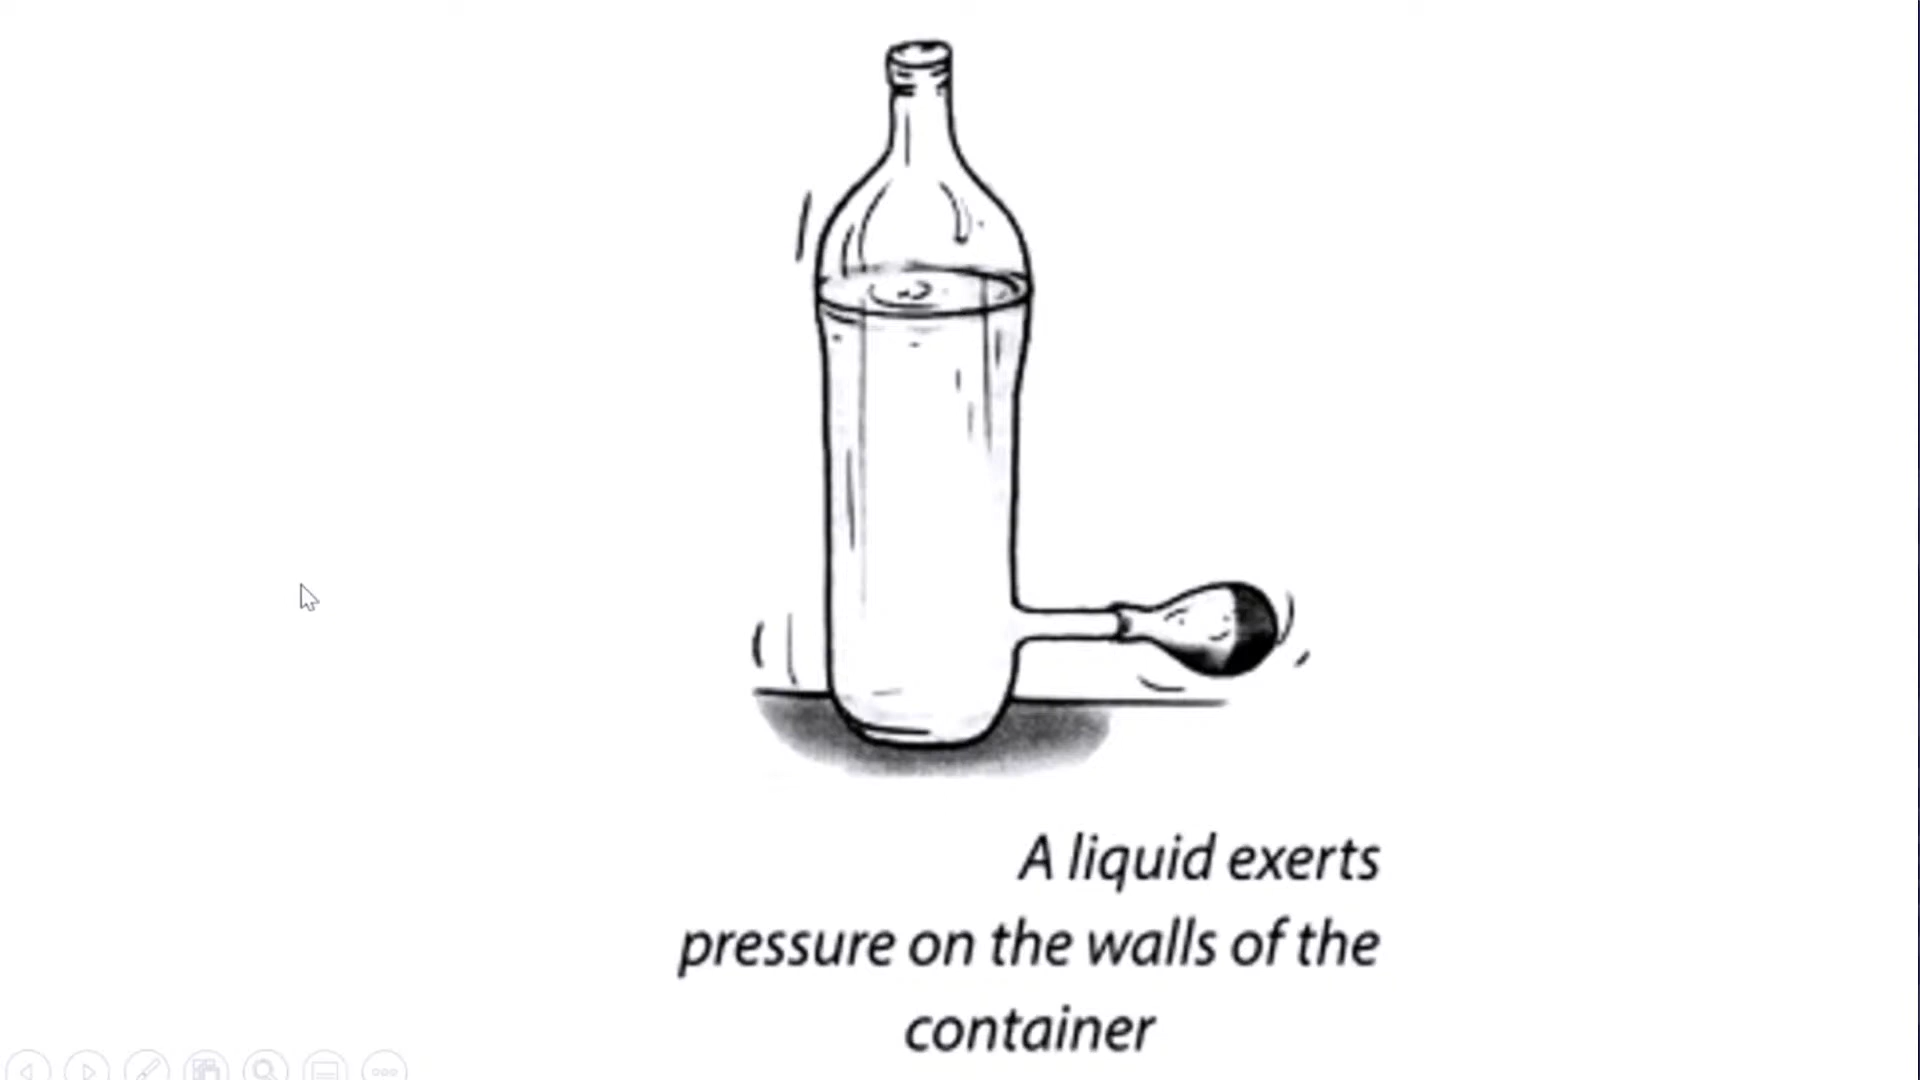 A liquid exerts
pressure on the walls of the
container